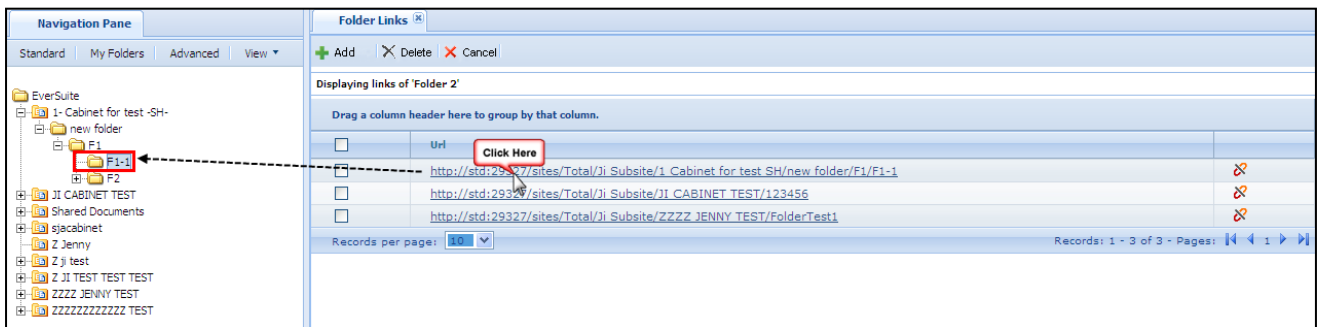 Navigation Pane
Standard My Folders Advanced View
EverSuite
1- Cabinet for test -SH-
new folder
F1
F1-1
F2
JI CABINET TEST
Shared Documents
sjacabinet
Z Jenny
Z ji test
Z JI TEST TEST TEST
ZZZZ JENNY TEST
ZZZZZZZZZZZZ TEST
Folder Links
Add Delete Cancel
Displaying links of 'Folder 2'
Drag a column header here to group by that column.
Url
Click Here
http://std:29327/sites/Total/Ji Subsite/1 Cabinet for test SH/new folder/F1/F1-1
http://std:29327/sites/Total/Ji Subsite/JI CABINET TEST/123456
http://std:29327/sites/Total/Ji Subsite/ZZZZ JENNY TEST/FolderTest1
Records per page: 10
Records: 1 - 3 of 3 - Pages: 1